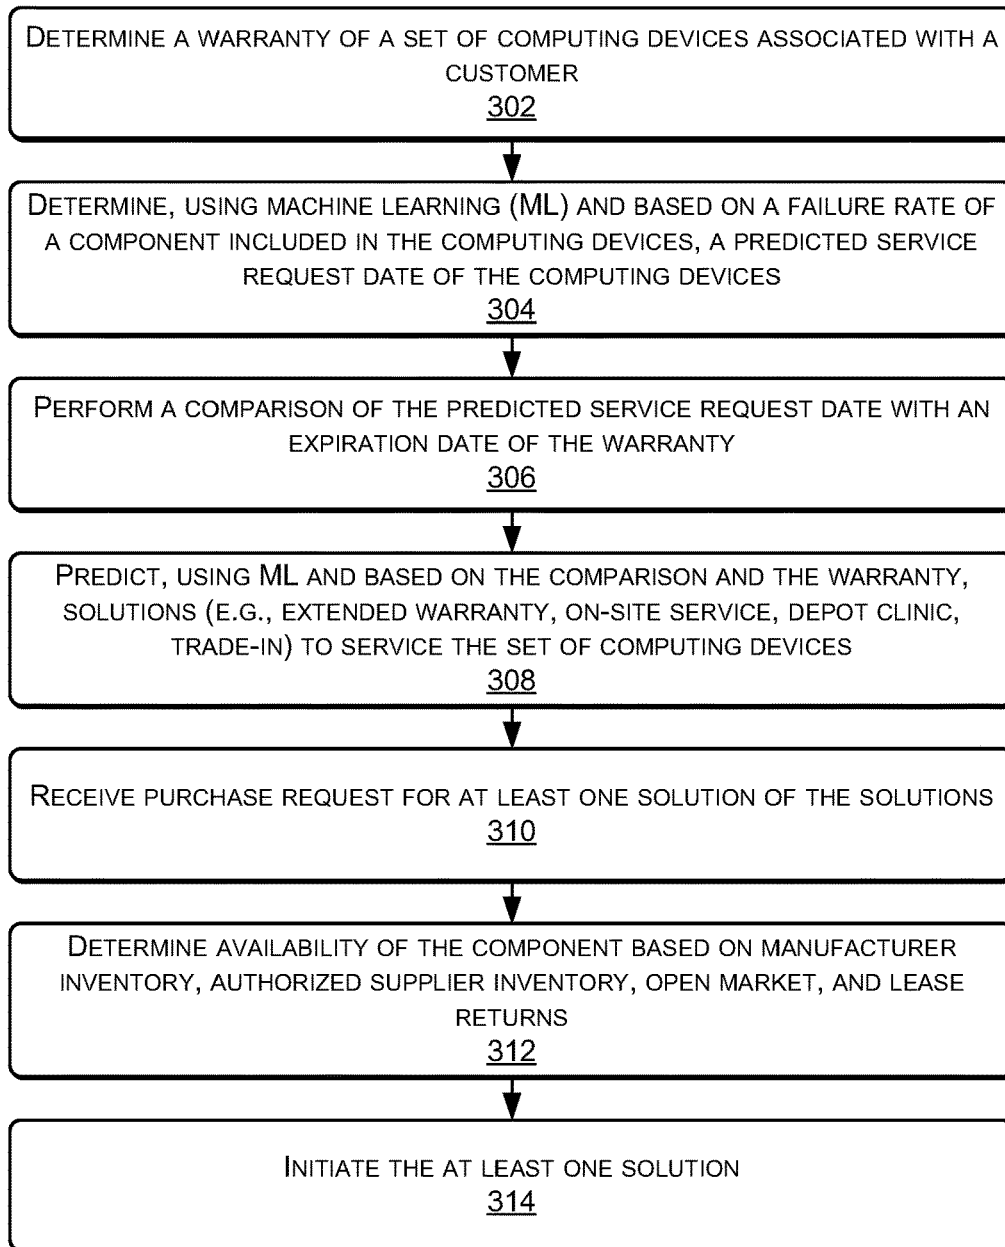 DETERMINE A WARRANTY OF A SET OF COMPUTING DEVICES ASSOCIATED WITH A
CUSTOMER
302
DETERMINE, USING MACHINE LEARNING (ML) AND BASED ON A FAILURE RATE OF
A COMPONENT INCLUDED IN THE COMPUTING DEVICES, A PREDICTED SERVICE
REQUEST DATE OF THE COMPUTING DEVICES
304
PERFORM A COMPARISON OF THE PREDICTED SERVICE REQUEST DATE WITH AN
EXPIRATION DATE OF THE WARRANTY
306
PREDICT, USING ML AND BASED ON THE COMPARISON AND THE WARRANTY,
SOLUTIONS (E.G., EXTENDED WARRANTY, ON-SITE SERVICE, DEPOT CLINIC,
TRADE-IN) TO SERVICE THE SET OF COMPUTING DEVICES
308
RECEIVE PURCHASE REQUEST FOR AT LEAST ONE SOLUTION OF THE SOLUTIONS
310
DETERMINE AVAILABILITY OF THE COMPONENT BASED ON MANUFACTURER
INVENTORY, AUTHORIZED SUPPLIER INVENTORY, OPEN MARKET, AND LEASE
RETURNS
312
INITIATE THE AT LEAST ONE SOLUTION
314